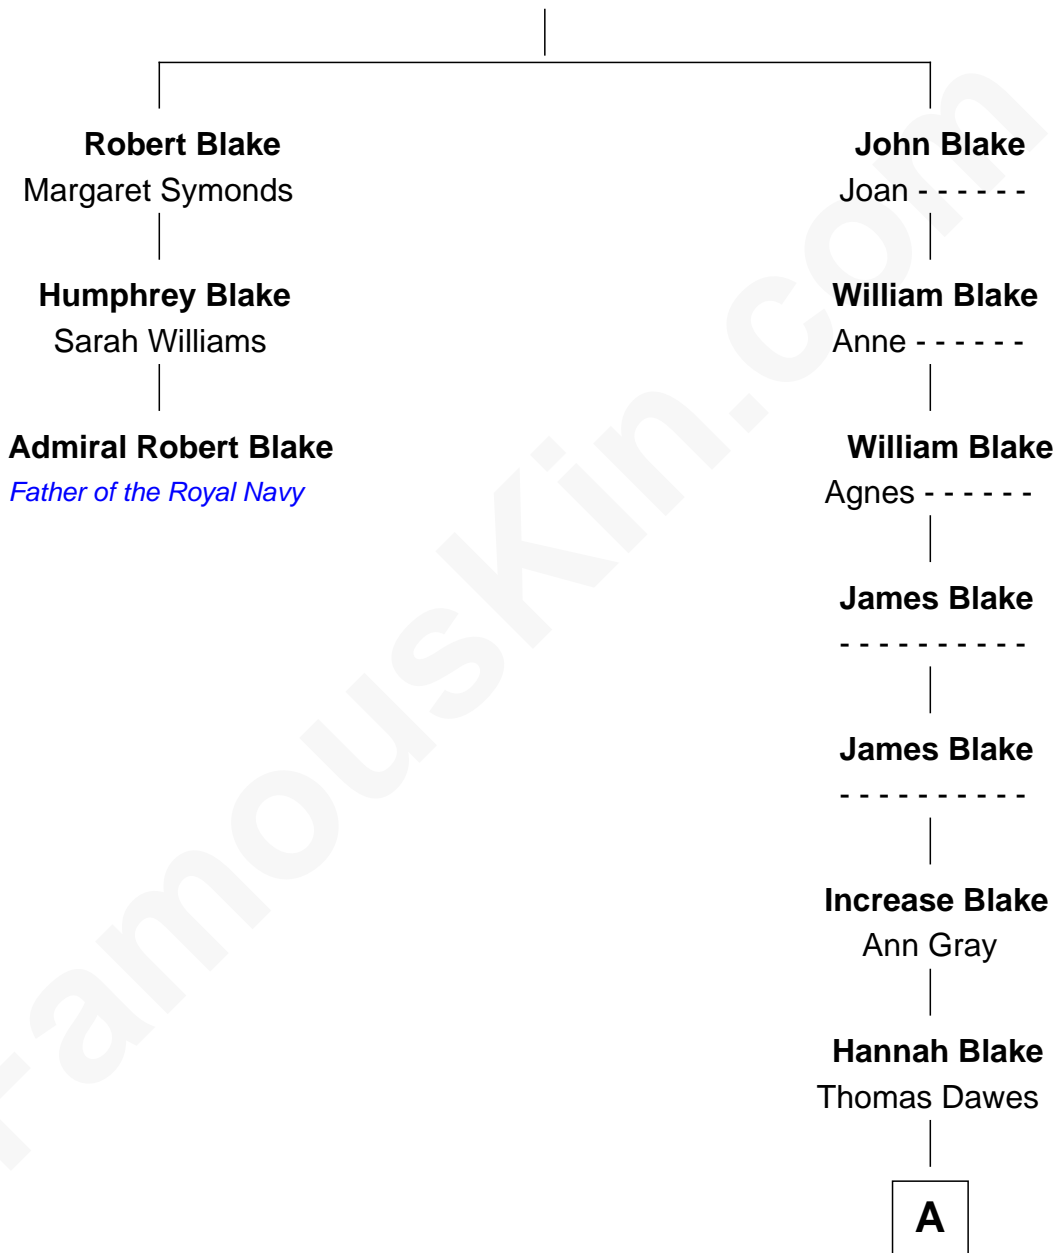 Robert Blake
Margaret Symonds
Humphrey Blake
Sarah Williams
Admiral Robert Blake
Father of the Royal Navy
John Blake
Joan - - - - - -
William Blake
Anne - - - - - -
William Blake
Agnes - - - - - -
James Blake
- - - - - - - - - -
James Blake
- - - - - - - - - -
Increase Blake
Ann Gray
Hannah Blake
Thomas Dawes
A
FamousKin.com